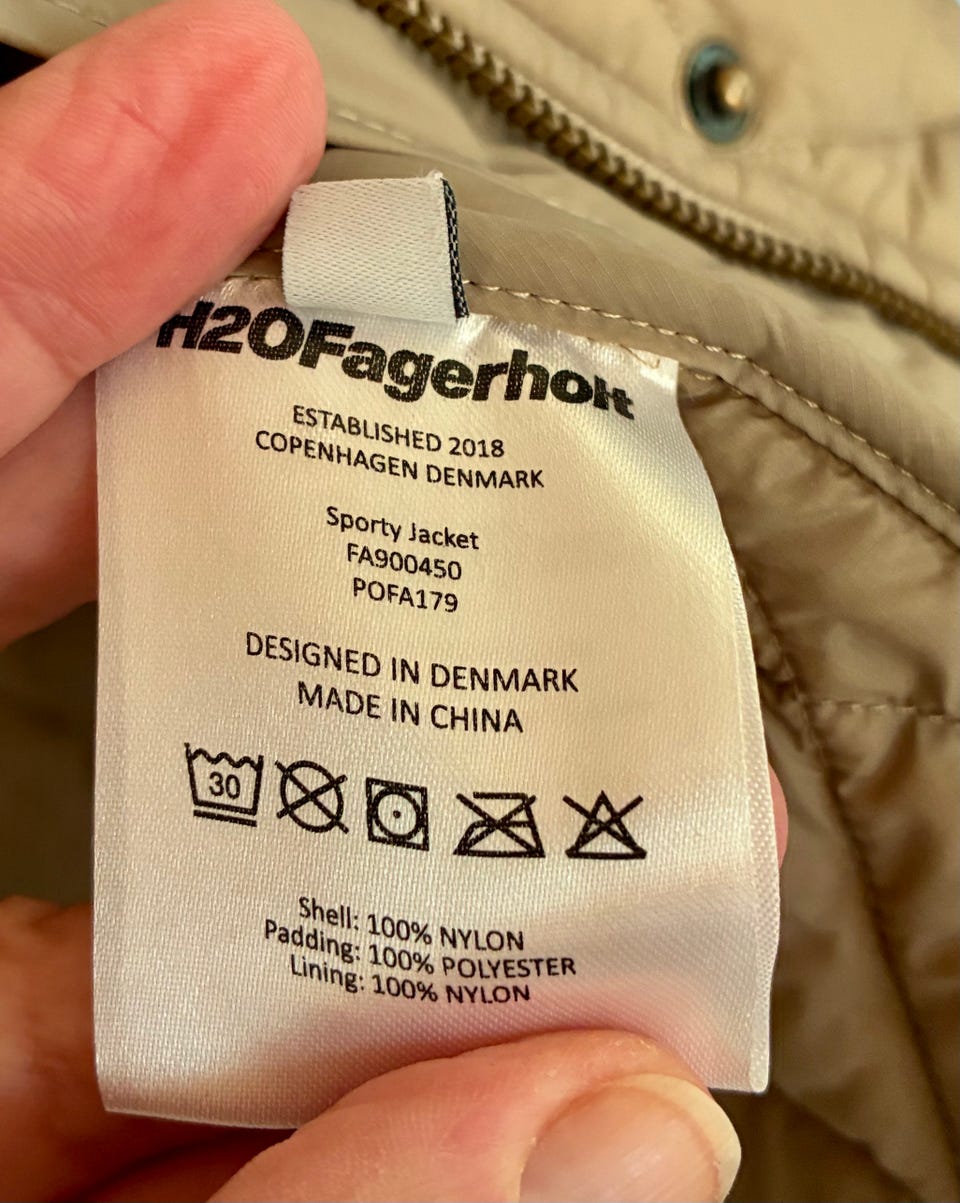 H2OFagerholt
ESTABLISHED 2018
COPENHAGEN DENMARK
Sporty Jacket
FA900450
POFA179
DESIGNED IN DENMARK
MADE IN CHINA
30
Shell: 100% NYLON
Padding: 100% POLYESTER
Lining: 100% NYLON